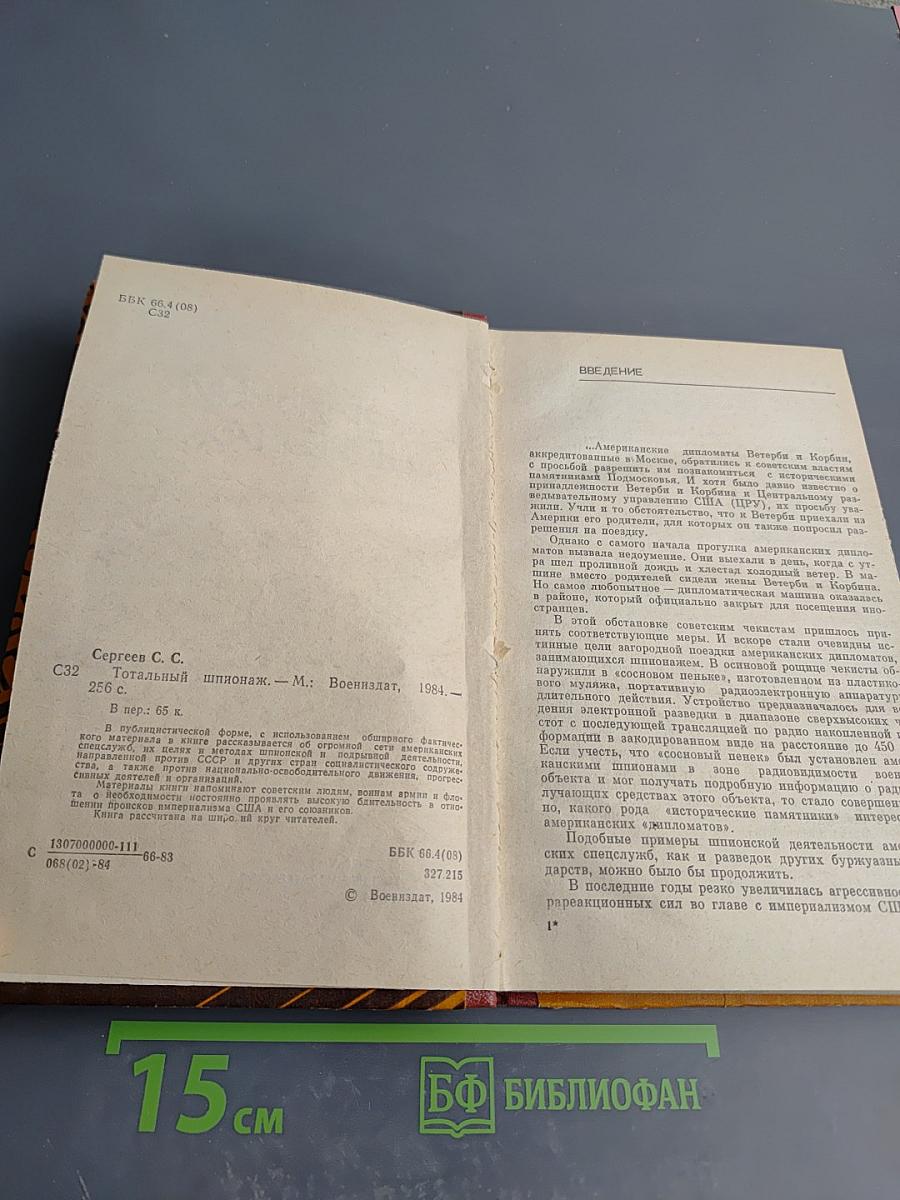 ББК 66.4(08)
С32
Сергеев С. С.
С32 Тотальный шпионаж. — М.: Воениздат, 1984. —
256 с.
В пер.: 65 к.
В публицистической форме, с использованием обширного фактичес-
кого материала в книге рассказывается об огромной сети американских
спецслужб, их целях и методах шпионской и подрывной деятельности,
направленной против СССР и других стран социалистического содруже-
ства, а также против национально-освободительного движения, прогрес-
сивных деятелей и организаций.
Материалы книги напоминают советским людям, воинам армии и фло-
та о необходимости постоянно проявлять высокую бдительность в отно-
шении происков империализма США и его союзников.
Книга рассчитана на широкий круг читателей.
С 1307000000-111
068(02)-84 66-83
ББК 66.4(08)
327.215
© Воениздат, 1984
ВВЕДЕНИЕ
...Американские дипломаты Ветерби и Корбин,
аккредитованные в Москве, обратились к советским властям
с просьбой разрешить им познакомиться с историческими
памятниками Подмосковья. И хотя было давно известно о
принадлежности Ветерби и Корбина к Центральному раз-
ведывательному управлению США (ЦРУ), их просьбу ува-
жили. Учли и то обстоятельство, что к Ветерби приехали из
Америки его родители, для которых он также попросил раз-
решения на поездку.
Однако с самого начала прогулка американских дипло-
матов вызвала недоумение. Они выехали в день, когда с ут-
ра шел проливной дождь и хлестал холодный ветер. В ма-
шине вместо родителей сидели жены Ветерби и Корбина.
Но самое любопытное — дипломатическая машина оказалась
в районе, который официально закрыт для посещения ино-
странцев.
В этой обстановке советским чекистам пришлось при-
нять соответствующие меры. И вскоре стали очевидны ис-
тинные цели загородной поездки американских дипломатов,
занимающихся шпионажем. В осиновой рощице чекисты об-
наружили в «сосновом пеньке», изготовленном из пластико-
вого муляжа, портативную радиоэлектронную аппаратуру
длительного действия. Устройство предназначалось для ве
дения электронной разведки в диапазоне сверхвысоких ч
стот с последующей трансляцией по радио накопленной и
формации в закодированном виде на расстояние до 450
Если учесть, что «сосновый пенек» был установлен аме
канскими шпионами в зоне радиовидимости воен
объекта и мог получать подробную информацию о ради
лучающих средствах этого объекта, то стало совершен
но, какого рода «исторические памятники» интерес
американских «дипломатов».
Подобные примеры шпионской деятельности аме
ских спецслужб, как и разведок других буржуазны
дарств, можно было бы продолжить.
В последние годы резко увеличилась агрессивнос
рареакционных сил во главе с империализмом СШ
1*
15 см
БФ БИБЛИОФАН